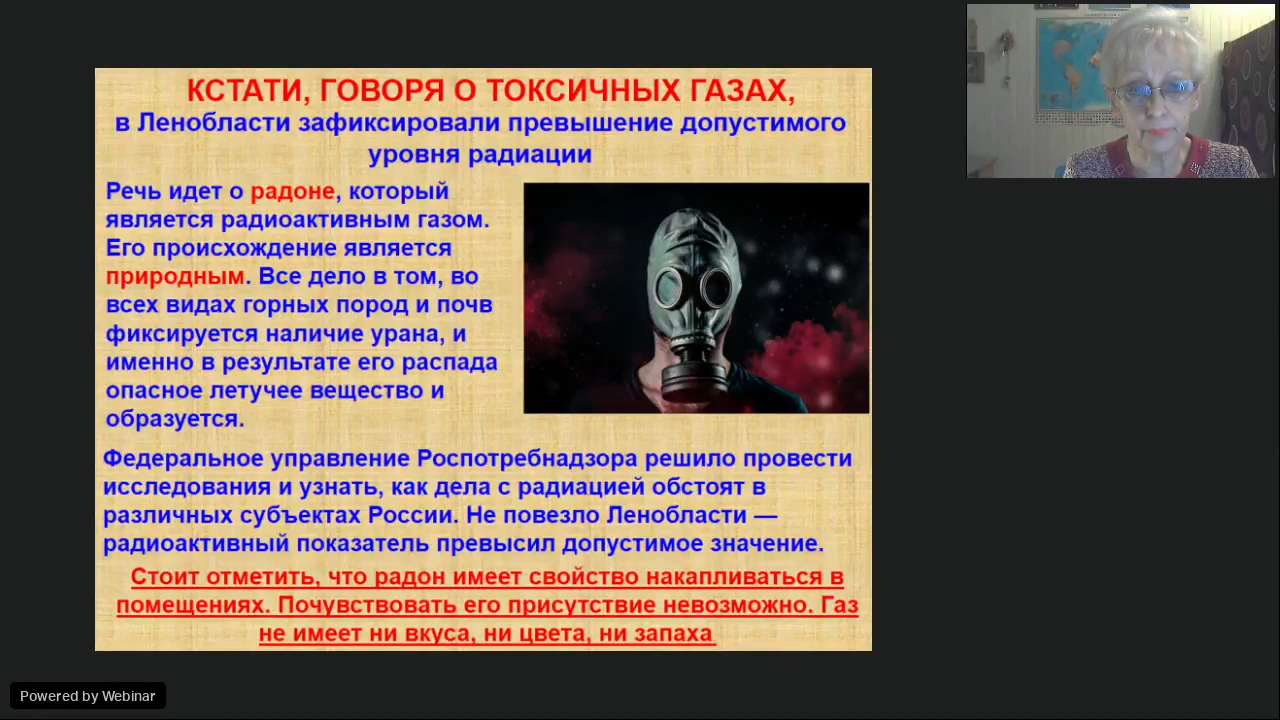 КСТАТИ, ГОВОРЯ О ТОКСИЧНЫХ ГАЗАХ,
в Ленобласти зафиксировали превышение допустимого
уровня радиации
Речь идет о радоне, который
является радиоактивным газом.
Его происхождение является
природным. Все дело в том, во
всех видах горных пород и почв
фиксируется наличие урана, и
именно в результате его распада
опасное летучее вещество и
образуется.
Федеральное управление Роспотребнадзора решило провести
исследования и узнать, как дела с радиацией обстоят в
различных субъектах России. Не повезло Ленобласти —
радиоактивный показатель превысил допустимое значение.
Стоит отметить, что радон имеет свойство накапливаться в
помещениях. Почувствовать его присутствие невозможно. Газ
не имеет ни вкуса, ни цвета, ни запаха
Powered by Webinar